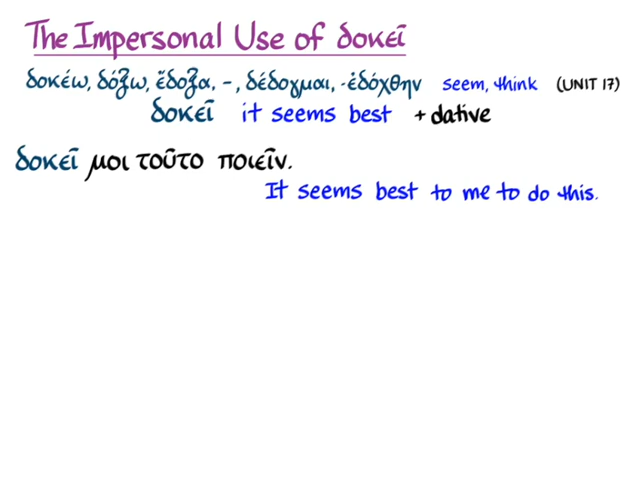 The Impersonal Use of δοκεῖ
δοκέω, δόξω, ἔδοξα, -, δέδογμαι, -ἐδόχθην seem, think (UNIT 17)
δοκεῖ it seems best + dative
δοκεῖ μοι τοῦτο ποιεῖν.
It seems best to me to do this.